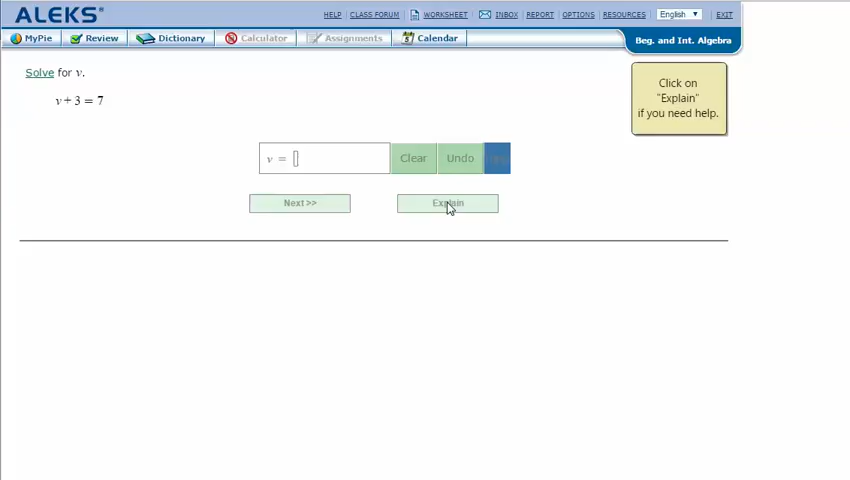 ALEKS®
HELP | CLASS FORUM | WORKSHEET | INBOX | REPORT | OPTIONS | RESOURCES | English ▼ | EXIT
MyPie | Review | Dictionary | Calculator | Assignments | 5 Calendar
Beg. and Int. Algebra
Solve for v.
v + 3 = 7
Click on
"Explain"
if you need help.
v = Clear Undo
Next >> Explain